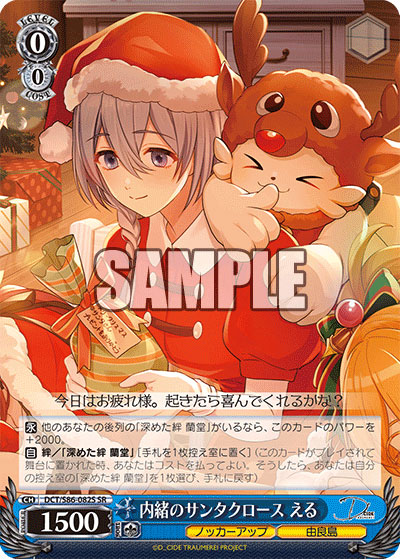 LEVEL
0
0
COST
SAMPLE
今日はお疲れ様。起きたら喜んでくれるかな?
永 他のあなたの後列の「深めた絆 蘭堂」がいるなら、このカードのパワーを
+2000。
自 絆/「深めた絆 蘭堂」[手札を1枚控え室に置く](このカードがプレイされて
舞台に置かれた時、あなたはコストを払ってよい。そうしたら、あなたは自分
の控え室の「深めた絆 蘭堂」を1枚選び、手札に戻す)
CH DCT/S86-082S SR
1500
内緒のサンタクロース える
ノッカーアップ
由良島
©D_CIDE TRAUMEREI PROJECT